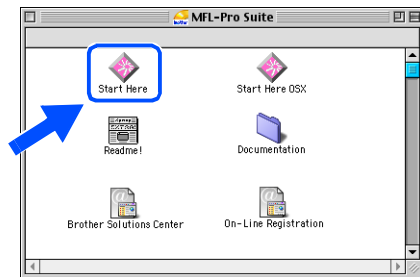 MFL-Pro Suite
Start Here
Start Here OSX
Readme!
Documentation
Brother Solutions Center
On-Line Registration